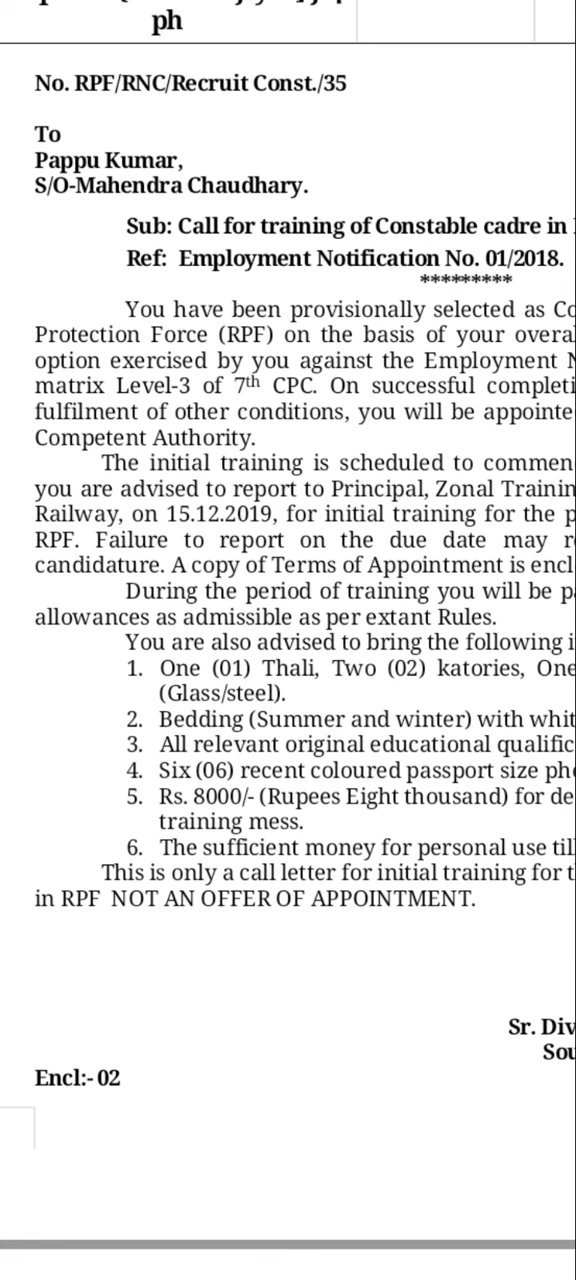 ph
No. RPF/RNC/Recruit Const./35
To
Pappu Kumar,
S/O-Mahendra Chaudhary.
Sub: Call for training of Constable cadre in
Ref: Employment Notification No. 01/2018.
*********
You have been provisionally selected as Co
Protection Force (RPF) on the basis of your overa
option exercised by you against the Employment N
matrix Level-3 of 7th CPC. On successful completi
fulfilment of other conditions, you will be appointe
Competent Authority.
The initial training is scheduled to commen
you are advised to report to Principal, Zonal Trainin
Railway, on 15.12.2019, for initial training for the p
RPF. Failure to report on the due date may r
candidature. A copy of Terms of Appointment is encl
During the period of training you will be p
allowances as admissible as per extant Rules.
You are also advised to bring the following i
1. One (01) Thali, Two (02) katories, One
(Glass/steel).
2. Bedding (Summer and winter) with whit
3. All relevant original educational qualific
4. Six (06) recent coloured passport size ph
5. Rs. 8000/- (Rupees Eight thousand) for de
training mess.
6. The sufficient money for personal use till
This is only a call letter for initial training for t
in RPF NOT AN OFFER OF APPOINTMENT.
Sr. Div
Sou
Encl:- 02